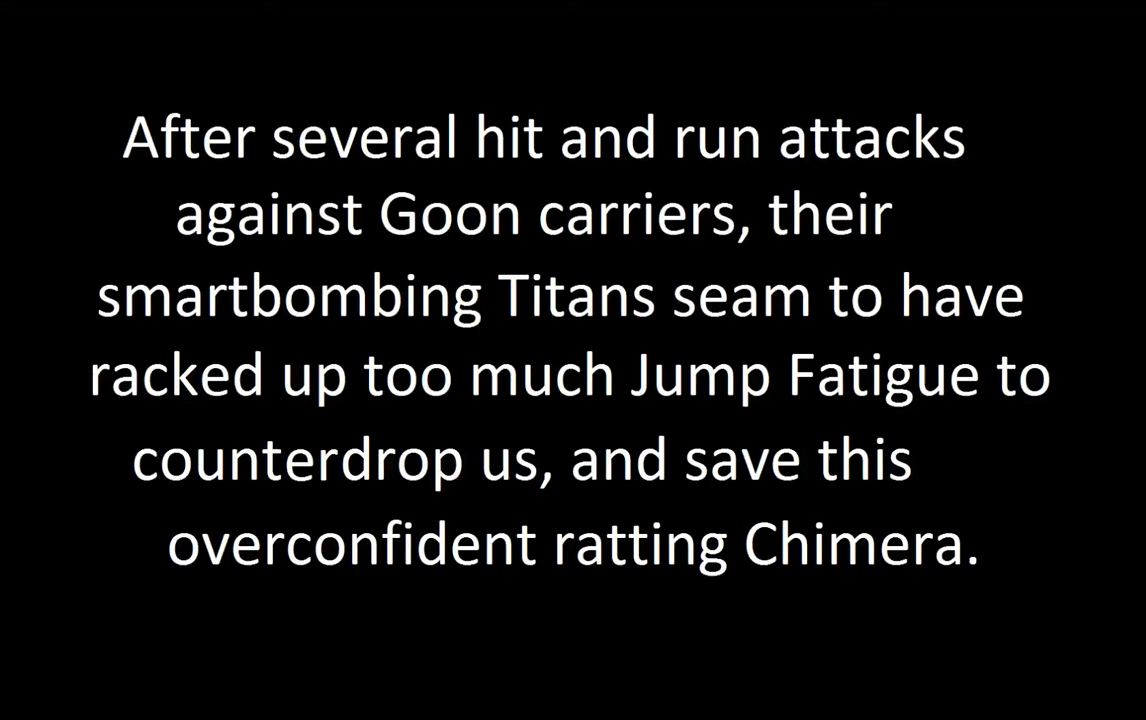 After several hit and run attacks
against Goon carriers, their
smartbombing Titans seam to have
racked up too much Jump Fatigue to
counterdrop us, and save this
overconfident ratting Chimera.